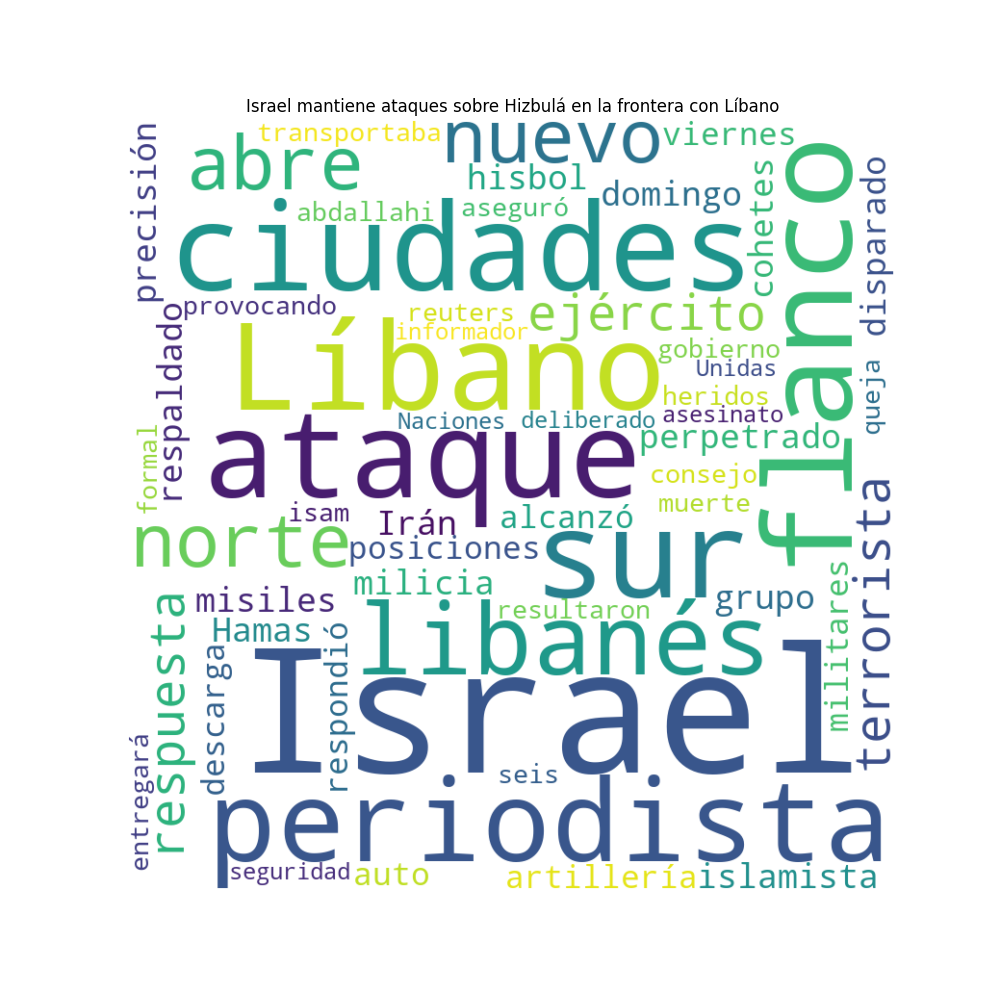 Israel mantiene ataques sobre Hizbulá en la frontera con Líbano
transportaba
nuevo
viernes
precisión
abre
hisbol
domingo
cohetes
flanco
disparado
abdallahi
aseguró
ciudades
provocando
respaldado
reuters
informador
ejército
Líbano
gobierno
Unidas
queja
heridos
Naciones
deliberado
asesinato
ataque
perpetrado
formal
consejo
muerte
isam
Irán
alcanzó
norte
posiciones
sur
terrorista
milicia
misiles
grupo
militares
respuesta
resultaron
Hamas
libanés
respondió
descarga
Israel
entregará
seis
periodista
seguridad
auto
artillería
islamista